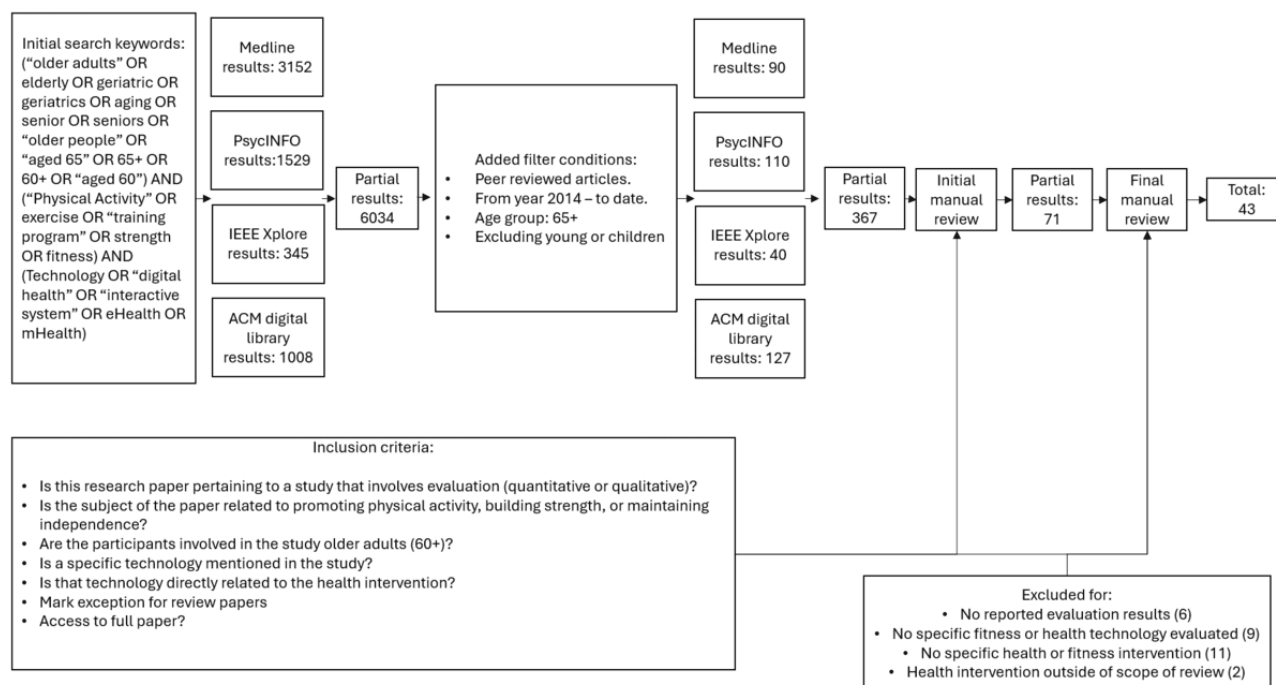 Initial search keywords:
(“older adults” OR
elderly OR geriatric OR
geriatrics OR aging OR
senior OR seniors OR
“older people” OR
“aged 65” OR 65+ OR
60+ OR “aged 60”) AND
(“Physical Activity” OR
exercise OR “training
program” OR strength
OR fitness) AND
(Technology OR “digital
health” OR “interactive
system” OR eHealth OR
mHealth)
Medline
results: 3152
PsycINFO
results:1529
IEEE Xplore
results: 345
ACM digital
library
results: 1008
Partial
results:
6034
Added filter conditions:
• Peer reviewed articles.
• From year 2014 – to date.
• Age group: 65+
• Excluding young or children
Medline
results: 90
PsycINFO
results: 110
IEEE Xplore
results: 40
ACM digital
library
results: 127
Partial
results:
367
Initial
manual
review
Partial
results:
71
Final
manual
review
Total:
43
Inclusion criteria:
• Is this research paper pertaining to a study that involves evaluation (quantitative or qualitative)?
• Is the subject of the paper related to promoting physical activity, building strength, or maintaining
independence?
• Are the participants involved in the study older adults (60+)?
• Is a specific technology mentioned in the study?
• Is that technology directly related to the health intervention?
• Mark exception for review papers
• Access to full paper?
Excluded for:
• No reported evaluation results (6)
• No specific fitness or health technology evaluated (9)
• No specific health or fitness intervention (11)
• Health intervention outside of scope of review (2)